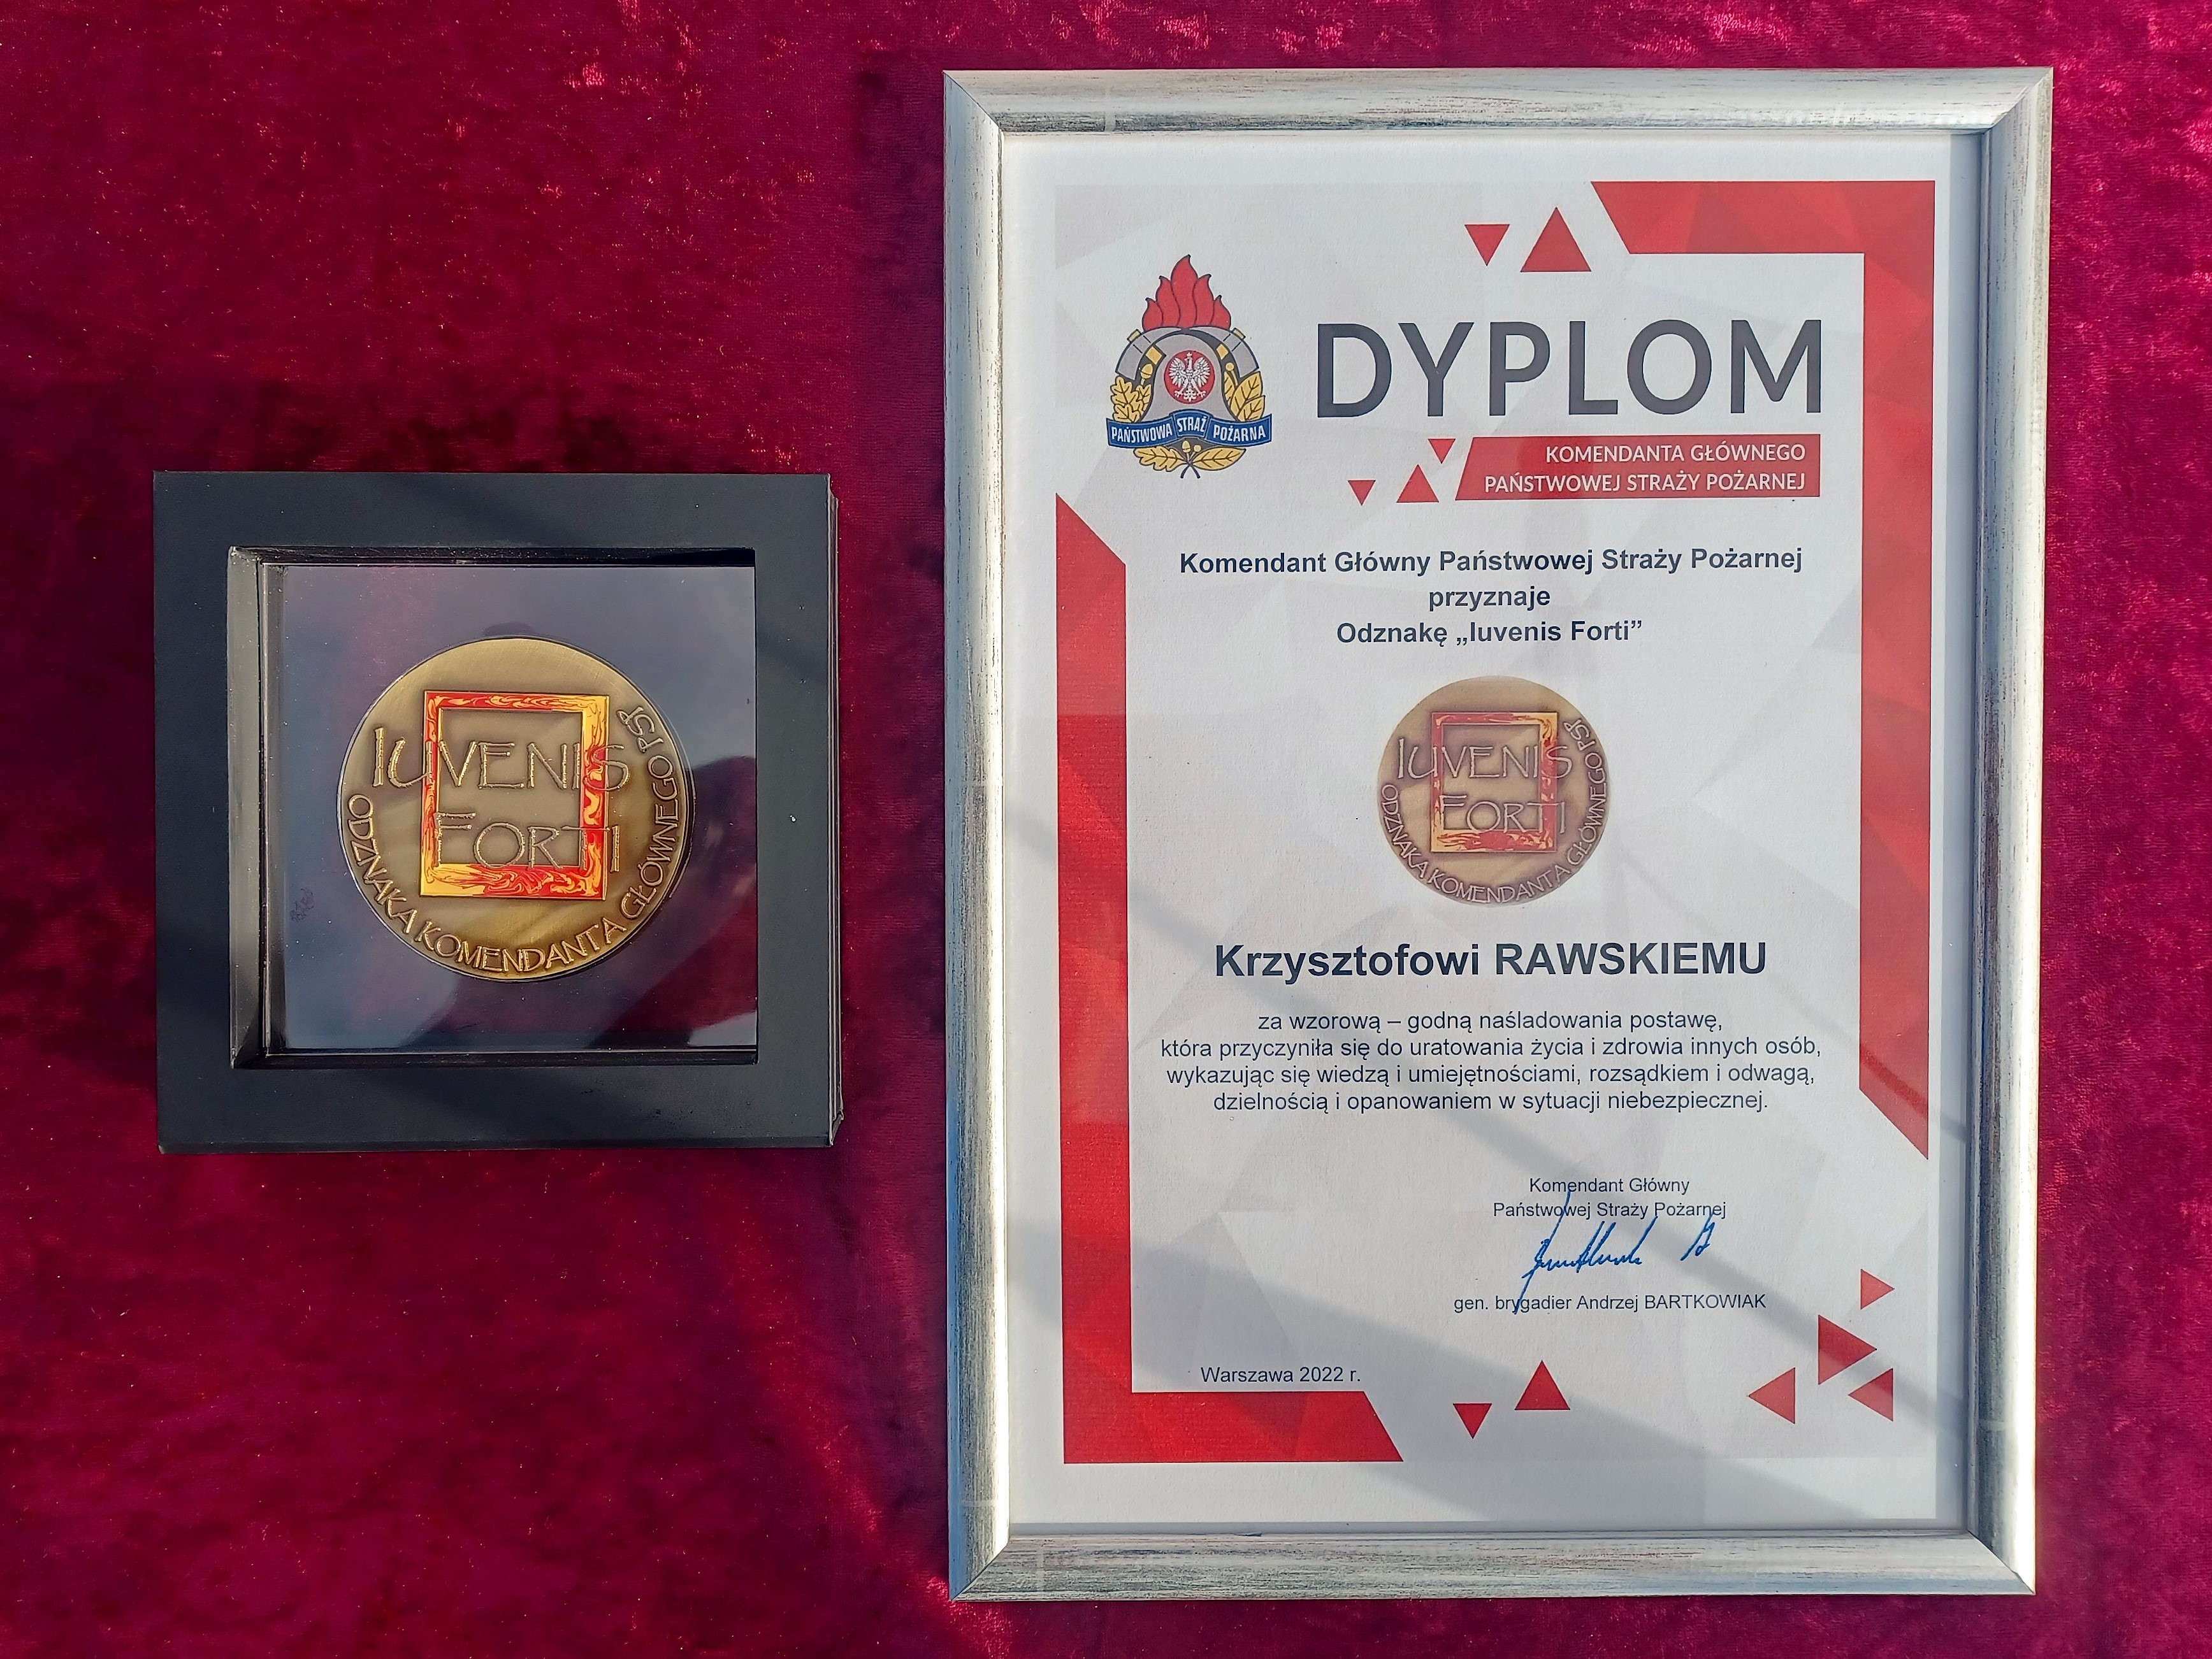 IUVENIS
FORTI
ODZNAKA KOMENDANTA GŁÓWNEGO PSP
PAŃSTWOWA STRAŻ POŻARNA
DYPLOM
KOMENDANTA GŁÓWNEGO
PAŃSTWOWEJ STRAŻY POŻARNEJ
Komendant Główny Państwowej Straży Pożarnej
przyznaje
Odznakę „Iuvenis Forti”
IUVENIS
FORTI
ODZNAKA KOMENDANTA GŁÓWNEGO PSP
Krzysztofowi RAWSKIEMU
za wzorową – godną naśladowania postawę,
która przyczyniła się do uratowania życia i zdrowia innych osób,
wykazując się wiedzą i umiejętnościami, rozsądkiem i odwagą,
dzielnością i opanowaniem w sytuacji niebezpiecznej.
Komendant Główny
Państwowej Straży Pożarnej
gen. brygadier Andrzej BARTKOWIAK
Warszawa 2022 r.